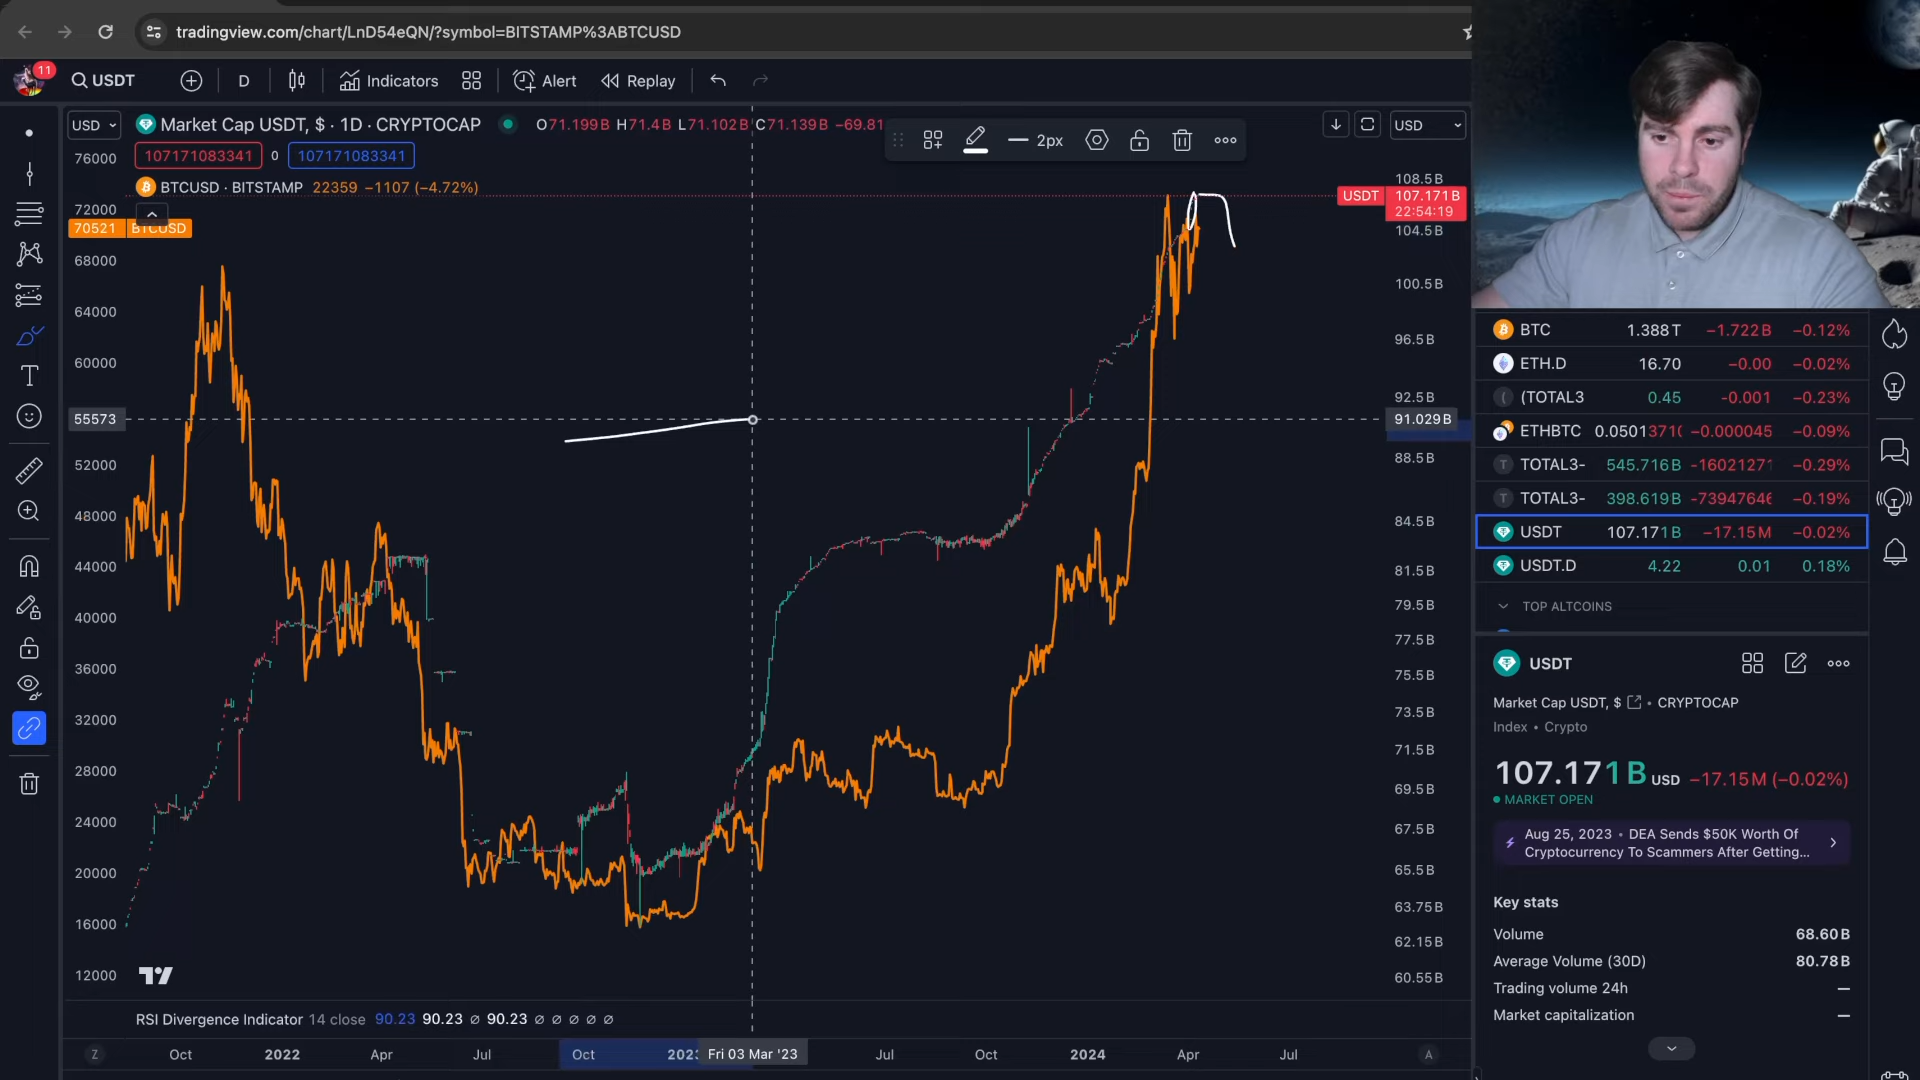 tradingview.com/chart/LnD54eQN/?symbol=BITSTAMP%3ABTCUSD
11
USDT
D
Indicators
Alert
Replay
USD
Market Cap USDT, $ · 1D · CRYPTOCAP
O71.199B H71.4B L71.102B C71.139B −69.81
2px
USD
107171083341 0 107171083341
BTCUSD · BITSTAMP 22359 −1107 (−4.72%)
70521 BTCUSD
76000
72000
68000
64000
60000
55573
52000
48000
44000
40000
36000
32000
28000
24000
20000
16000
12000
108.5B
USDT 107.171B
22:54:19
104.5B
100.5B
96.5B
92.5B
91.029B
88.5B
84.5B
81.5B
79.5B
77.5B
75.5B
73.5B
71.5B
69.5B
67.5B
65.5B
63.75B
62.15B
60.55B
RSI Divergence Indicator 14 close 90.23 90.23 ∅ 90.23 ∅ ∅ ∅ ∅ ∅
Z Oct 2022 Apr Jul Oct Fri 03 Mar '23 Jul Oct 2024 Apr Jul A
BTC 1.388T −1.722B −0.12%
ETH.D 16.70 −0.00 −0.02%
(TOTAL3 0.45 −0.001 −0.23%
ETHBTC −0.000045 −0.09%
TOTAL3- 545.716B −0.29%
TOTAL3- 398.619B −0.19%
USDT 107.171B −17.15M −0.02%
USDT.D 4.22 0.01 0.18%
TOP ALTCOINS
USDT
Market Cap USDT, $ • CRYPTOCAP
Index • Crypto
107.171B USD −17.15M (−0.02%)
MARKET OPEN
Aug 25, 2023 • DEA Sends $50K Worth Of
Cryptocurrency To Scammers After Getting...
Key stats
Volume 68.60B
Average Volume (30D) 80.78B
Trading volume 24h —
Market capitalization —